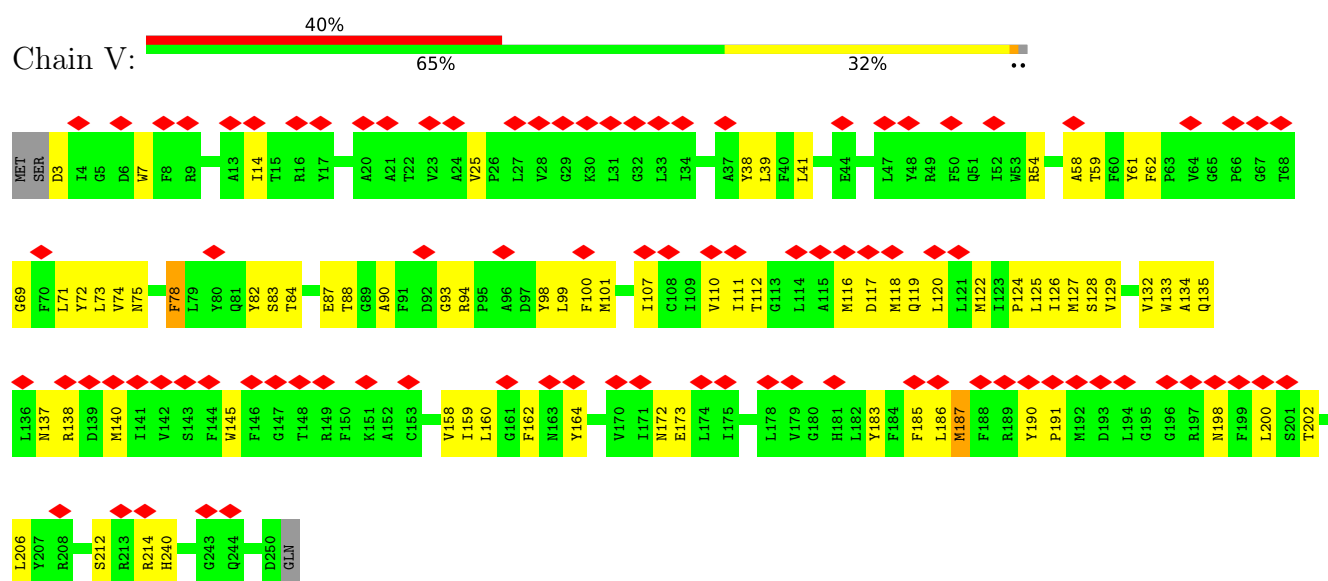 40%
Chain V:
65% 32% ••
MET SER D3 I4 G5 D6 W7 F8 R9 A13 I14 T15 R16 Y17 A20 A21 T22 V23 A24 V25 P26 L27 V28 G29 K30 L31 G32 L33 I34 A37 Y38 L39 F40 L41 E44 L47 Y48 R49 F50 Q51 I52 W53 R54 A58 T59 F60 Y61 F62 P63 V64 G65 P66 G67 T68
G69 F70 L71 Y72 L73 V74 N75 F78 L79 Y80 Q81 Y82 S83 T84 E87 T88 G89 A90 F91 D92 G93 R94 P95 A96 D97 Y98 L99 F100 M101 I107 C108 I109 V110 I111 T112 G113 L114 A115 M116 D117 M118 Q119 L120 L121 M122 I123 P124 L125 I126 M127 S128 V129 V132 W133 A134 Q135
L136 N137 R138 D139 M140 I141 V142 S143 F144 W145 F146 G147 T148 R149 F150 K151 A152 C153 V158 I159 L160 G161 F162 N163 Y164 V170 I171 N172 E173 L174 I175 L178 V179 G180 H181 L182 Y183 F184 F185 L186 M187 F188 R189 Y190 P191 M192 D193 L194 G195 G196 R197 N198 F199 L200 S201 T202
L206 Y207 R208 S212 R213 R214 H240 G243 Q244 D250 GLN